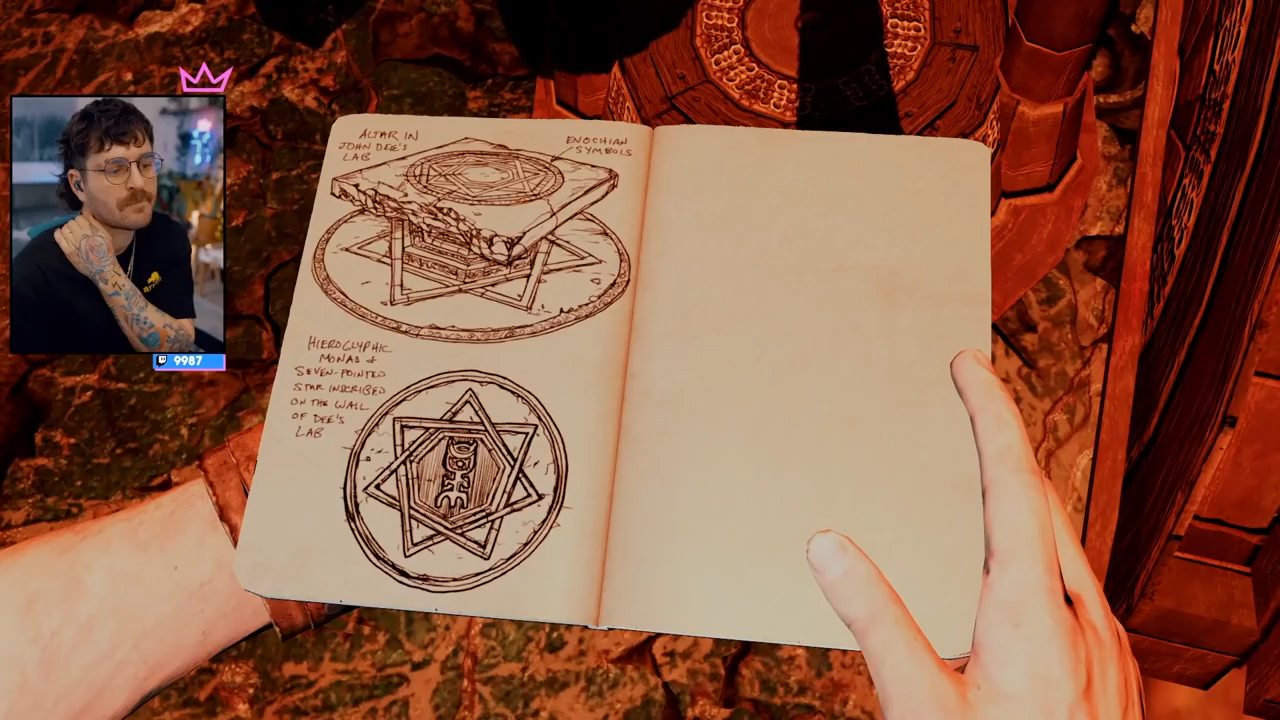 ALTAR IN
JOHN DEE'S
LAB
ENOCHIAN
SYMBOLS
HIEROGLYPHIC
MONAD +
SEVEN-POINTED
STAR INSCRIBED
ON THE WALL
OF DEE'S
LAB
9987